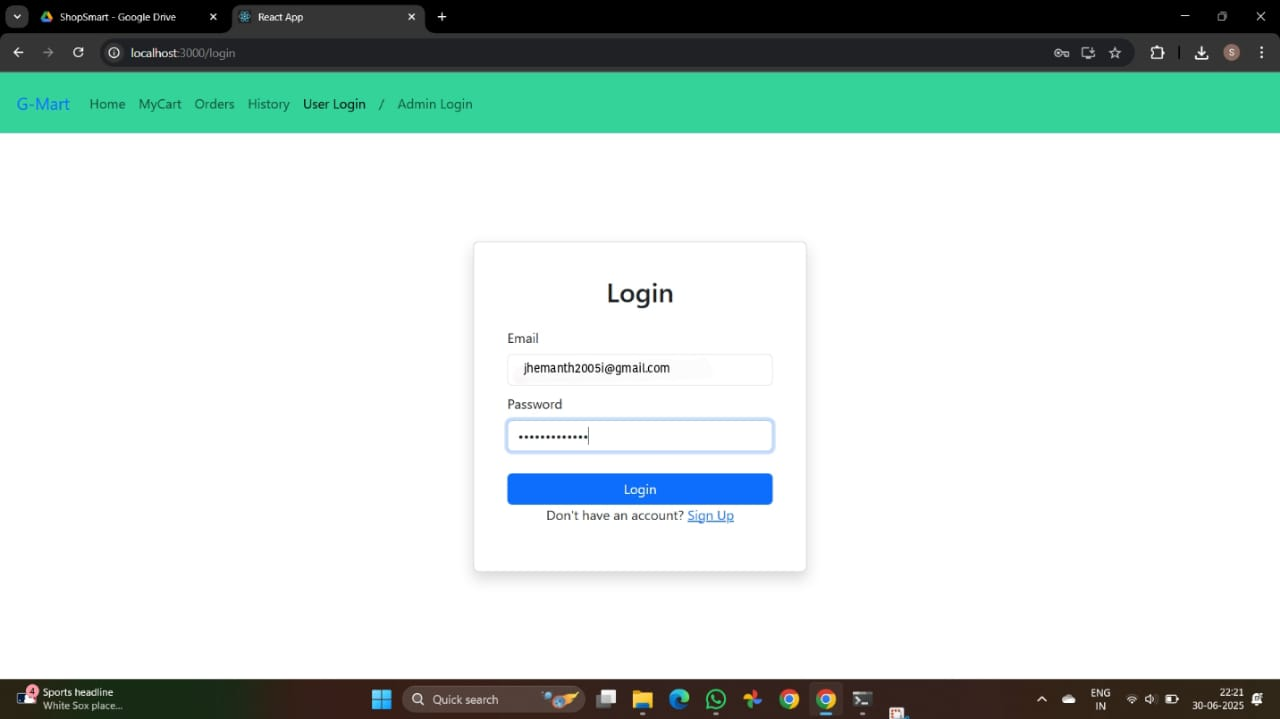 ShopSmart - Google Drive
React App
localhost:3000/login
S
G-Mart Home MyCart Orders History User Login / Admin Login
Login
Email
jhemanth2005i@gmail.com
Password
•••••••••••••
Login
Don't have an account? Sign Up
4
Sports headline
White Sox place...
Quick search
ENG
IN
22:21
30-06-2025